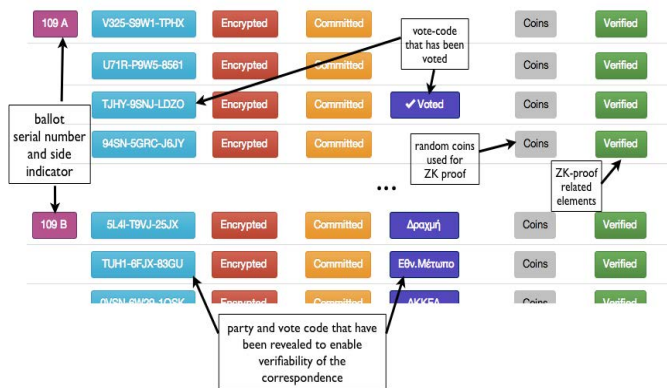 109 A V325-S9W1-TPHX Encrypted Committed Coins Verified
vote-code
that has been
voted
U71R-P9W5-8561 Encrypted Committed Coins Verified
TJHY-9SNJ-LDZO Encrypted Committed ✔ Voted Coins Verified
ballot
serial number
and side
indicator
94SN-5GRC-J6JY Encrypted Committed Coins Verified
random coins
used for
ZK proof
ZK-proof
related
elements
...
109 B 5L4I-T9VJ-25JX Encrypted Committed Δραχμή Coins Verified
TUH1-6FJX-83GU Encrypted Committed Εθν.Μέτωπο Coins Verified
Encrypted Committed ΑΚΚΕΛ Coins Verified
party and vote code that have
been revealed to enable
verifiability of the
correspondence